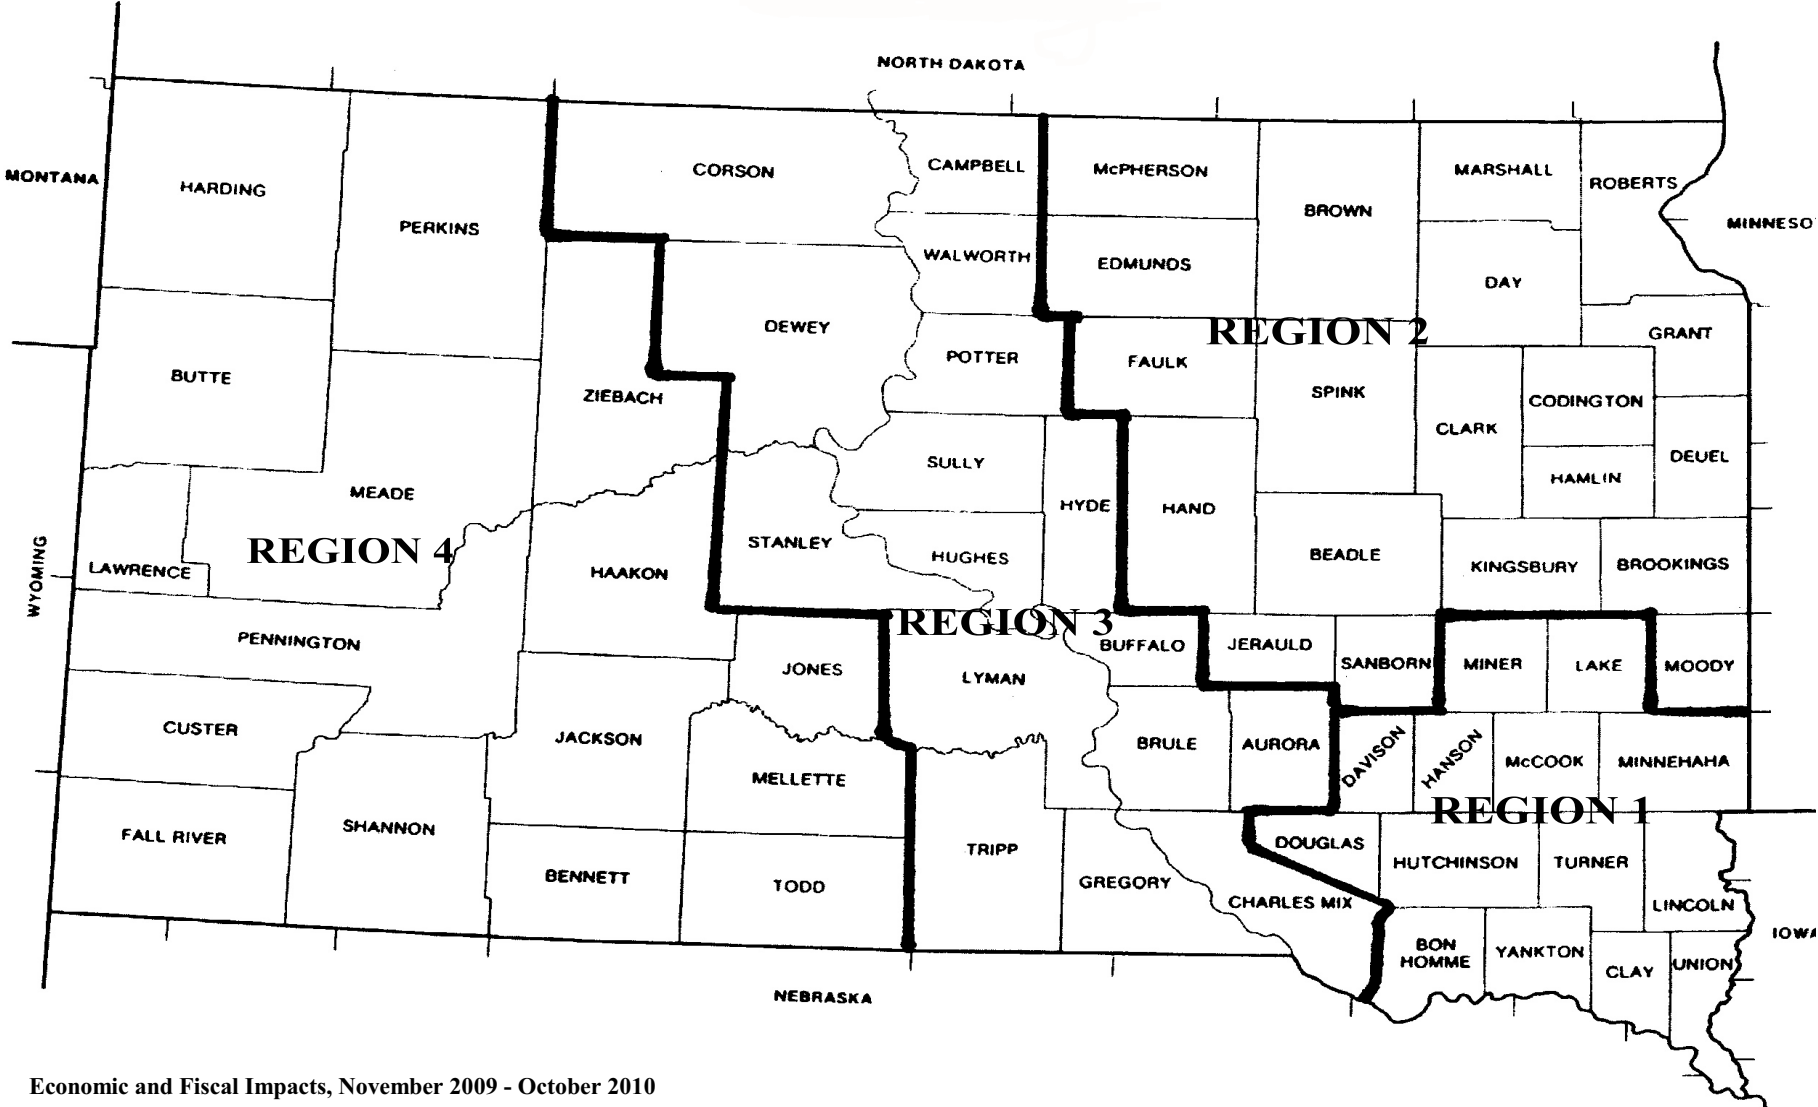 NORTH DAKOTA
MONTANA
HARDING
PERKINS
CORSON
CAMPBELL
McPHERSON
BROWN
MARSHALL
ROBERTS
MINNESO
WALWORTH
EDMUNDS
DAY
DEWEY
REGION 2
GRANT
BUTTE
ZIEBACH
POTTER
FAULK
SPINK
CODINGTON
CLARK
DEUEL
SULLY
HAMLIN
MEADE
HYDE
HAND
STANLEY
HUGHES
BEADLE
KINGSBURY
BROOKINGS
WYOMING
LAWRENCE
REGION 4
HAAKON
REGION 3
PENNINGTON
BUFFALO
JERAULD
SANBORN
MINER
LAKE
MOODY
JONES
LYMAN
CUSTER
JACKSON
BRULE
AURORA
DAVISON
HANSON
McCOOK
MINNEHAHA
MELLETTE
REGION 1
FALL RIVER
SHANNON
TRIPP
DOUGLAS
HUTCHINSON
TURNER
BENNETT
TODD
GREGORY
CHARLES MIX
LINCOLN
IOWA
BON
HOMME
YANKTON
CLAY
UNION
NEBRASKA
Economic and Fiscal Impacts, November 2009 - October 2010